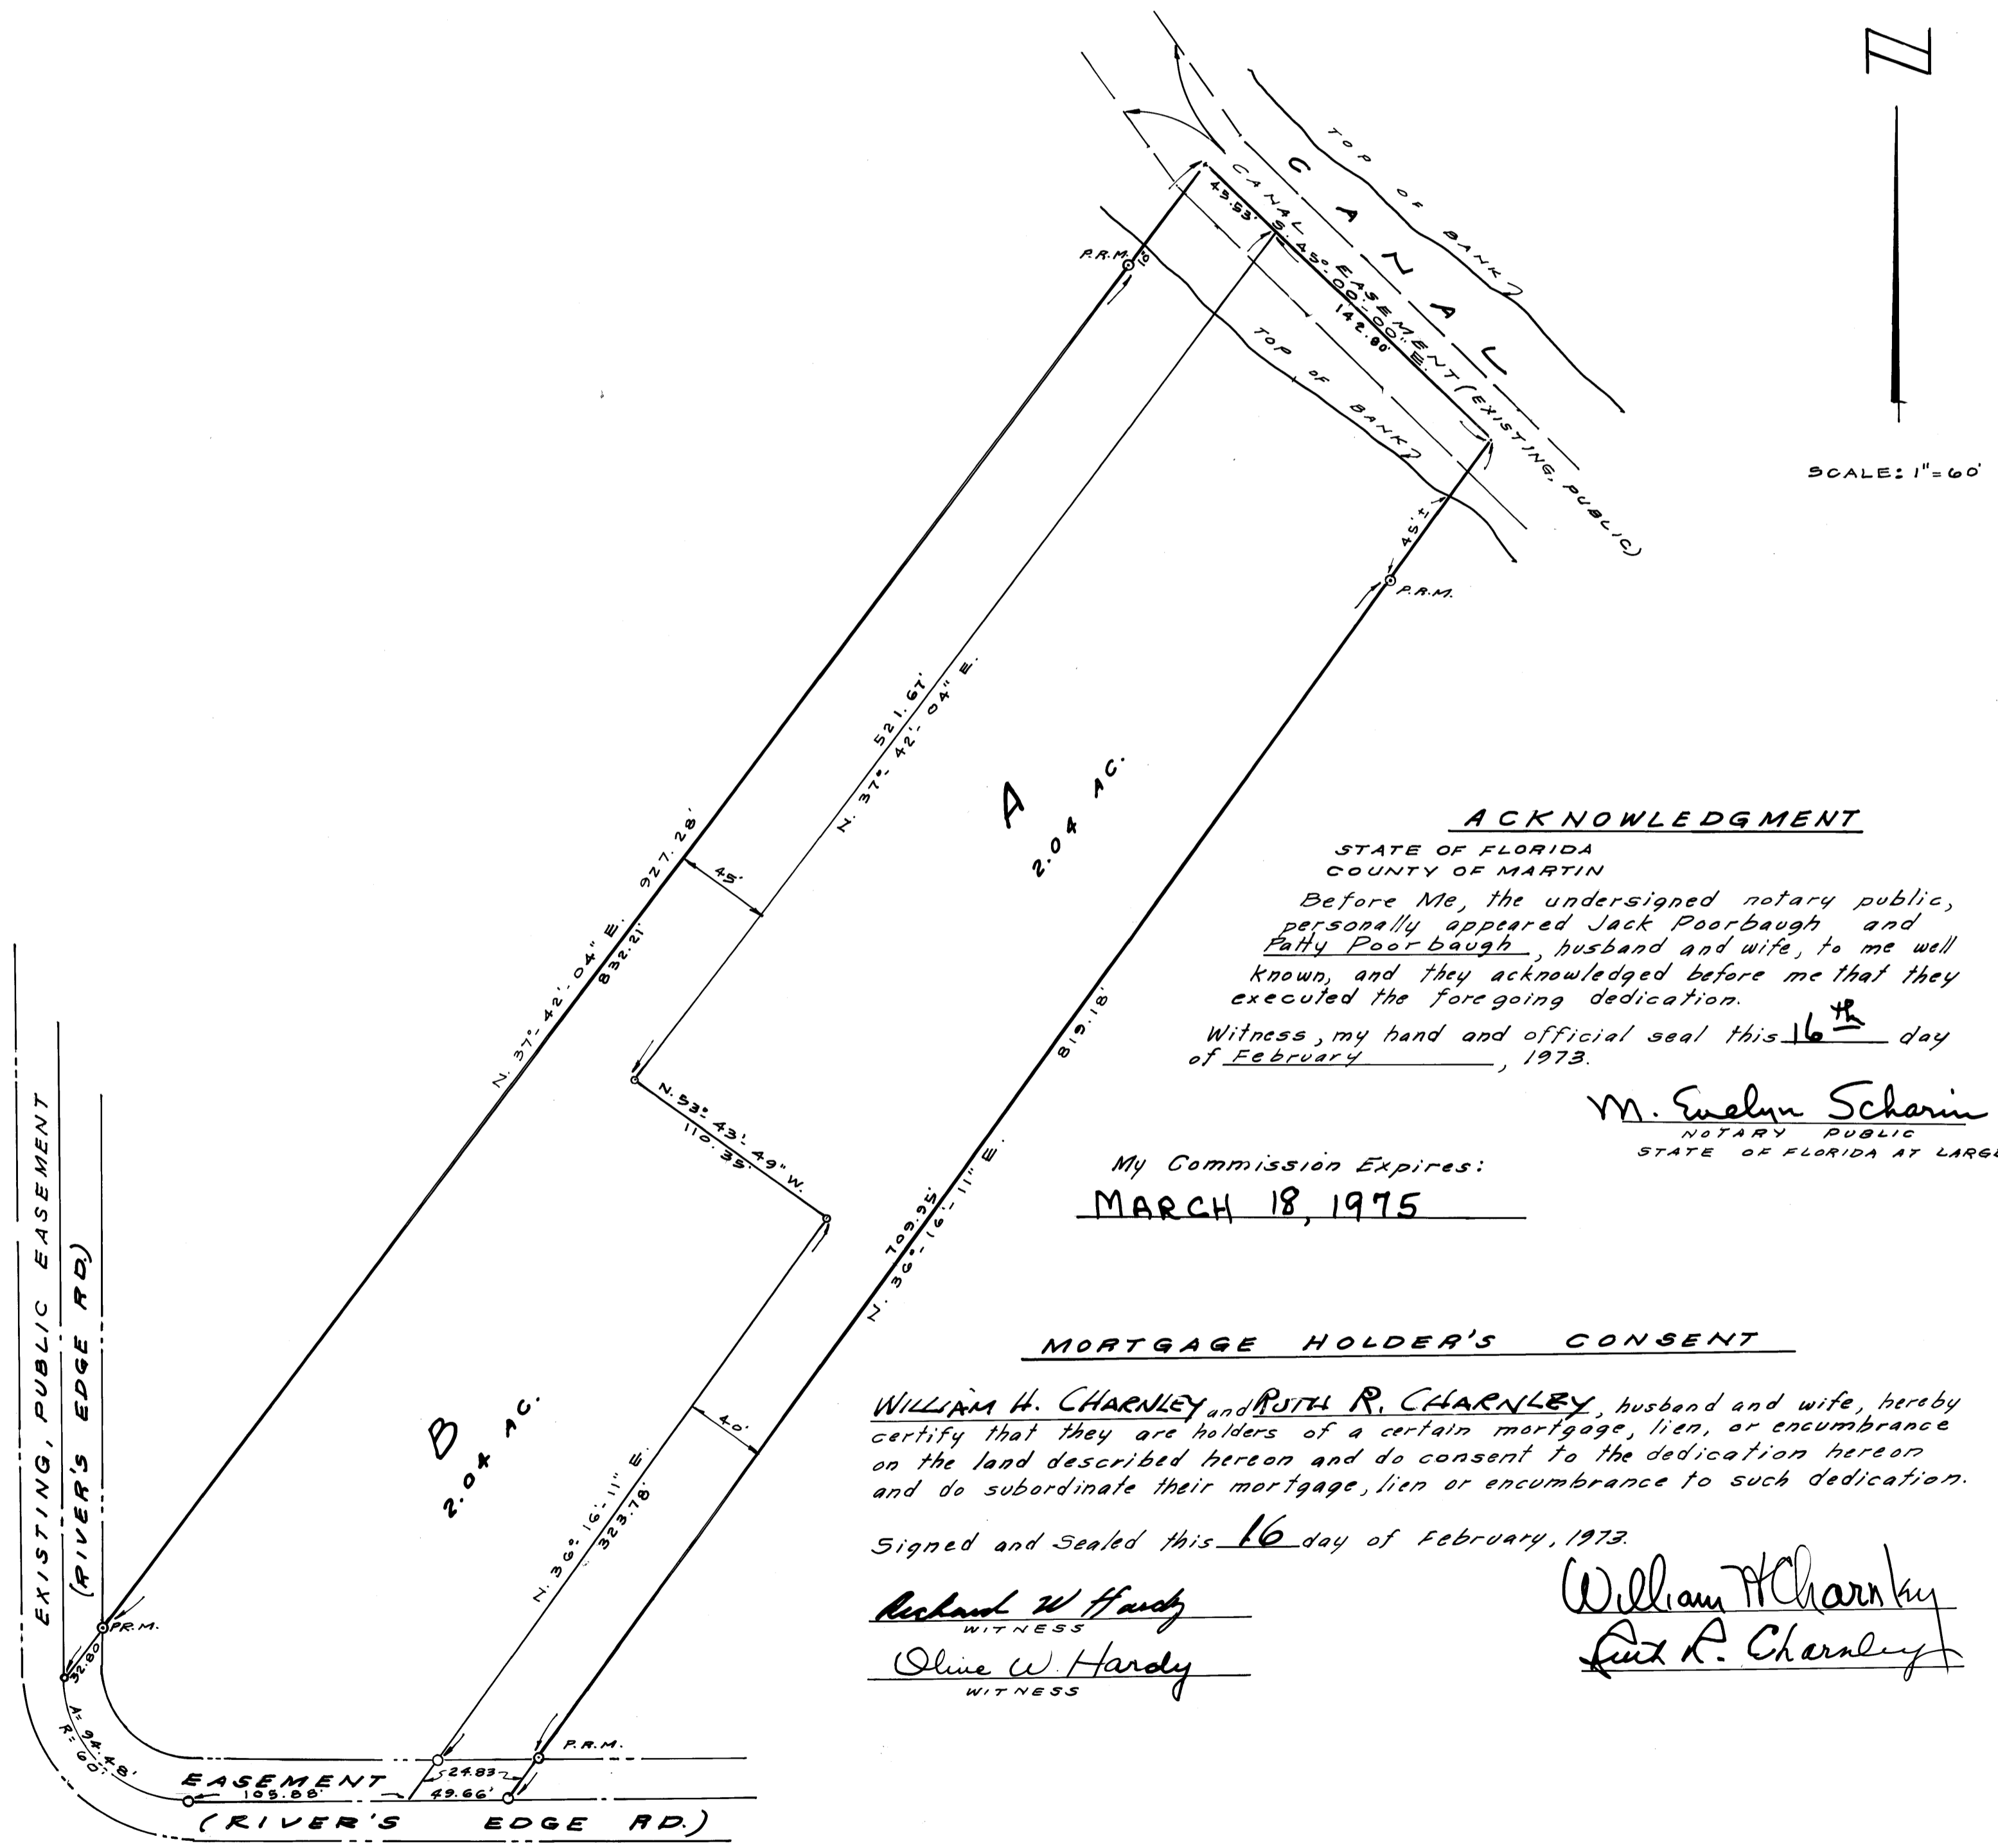 N
SCALE: 1"=60'
TOP OF BANK
CANAL
CANAL EASEMENT (EXISTING, PUBLIC)
45.53'
S. 45°-00'-00" E.
142.80'
TOP OF BANK
P.R.M.
45'±
P.R.M.
521.67'
N. 37°-42'-04" E.
A
2.04 AC.
927.28'
N. 37°-42'-04" E.
832.21'
45'
819.18'
N. 53°-43'-49" W.
110.35'
709.95'
N. 36°-16'-11" E.
B
2.04 AC.
40'
N. 36°-16'-11" E.
323.78'
EXISTING, PUBLIC EASEMENT
(RIVER'S EDGE RD.)
P.R.M.
32.80'
A= 94.48'
R= 60'
P.R.M.
24.83
EASEMENT
105.88'
49.66'
(RIVER'S EDGE RD.)
ACKNOWLEDGMENT
STATE OF FLORIDA
COUNTY OF MARTIN
Before Me, the undersigned notary public,
personally appeared Jack Poorbaugh and
Patty Poorbaugh, husband and wife, to me well
known, and they acknowledged before me that they
executed the foregoing dedication.
Witness, my hand and official seal this 16th day
of February, 1973.
M. Evelyn Scharin
NOTARY PUBLIC
STATE OF FLORIDA AT LARGE
My Commission Expires:
MARCH 18, 1975
MORTGAGE HOLDER'S CONSENT
WILLIAM H. CHARNLEY and RUTH R. CHARNLEY, husband and wife, hereby
certify that they are holders of a certain mortgage, lien, or encumbrance
on the land described hereon and do consent to the dedication hereon
and do subordinate their mortgage, lien or encumbrance to such dedication.
Signed and Sealed this 16 day of February, 1973.
Richard W Hardy
WITNESS
Olive W. Hardy
WITNESS
William H Charnley
Ruth R. Charnley